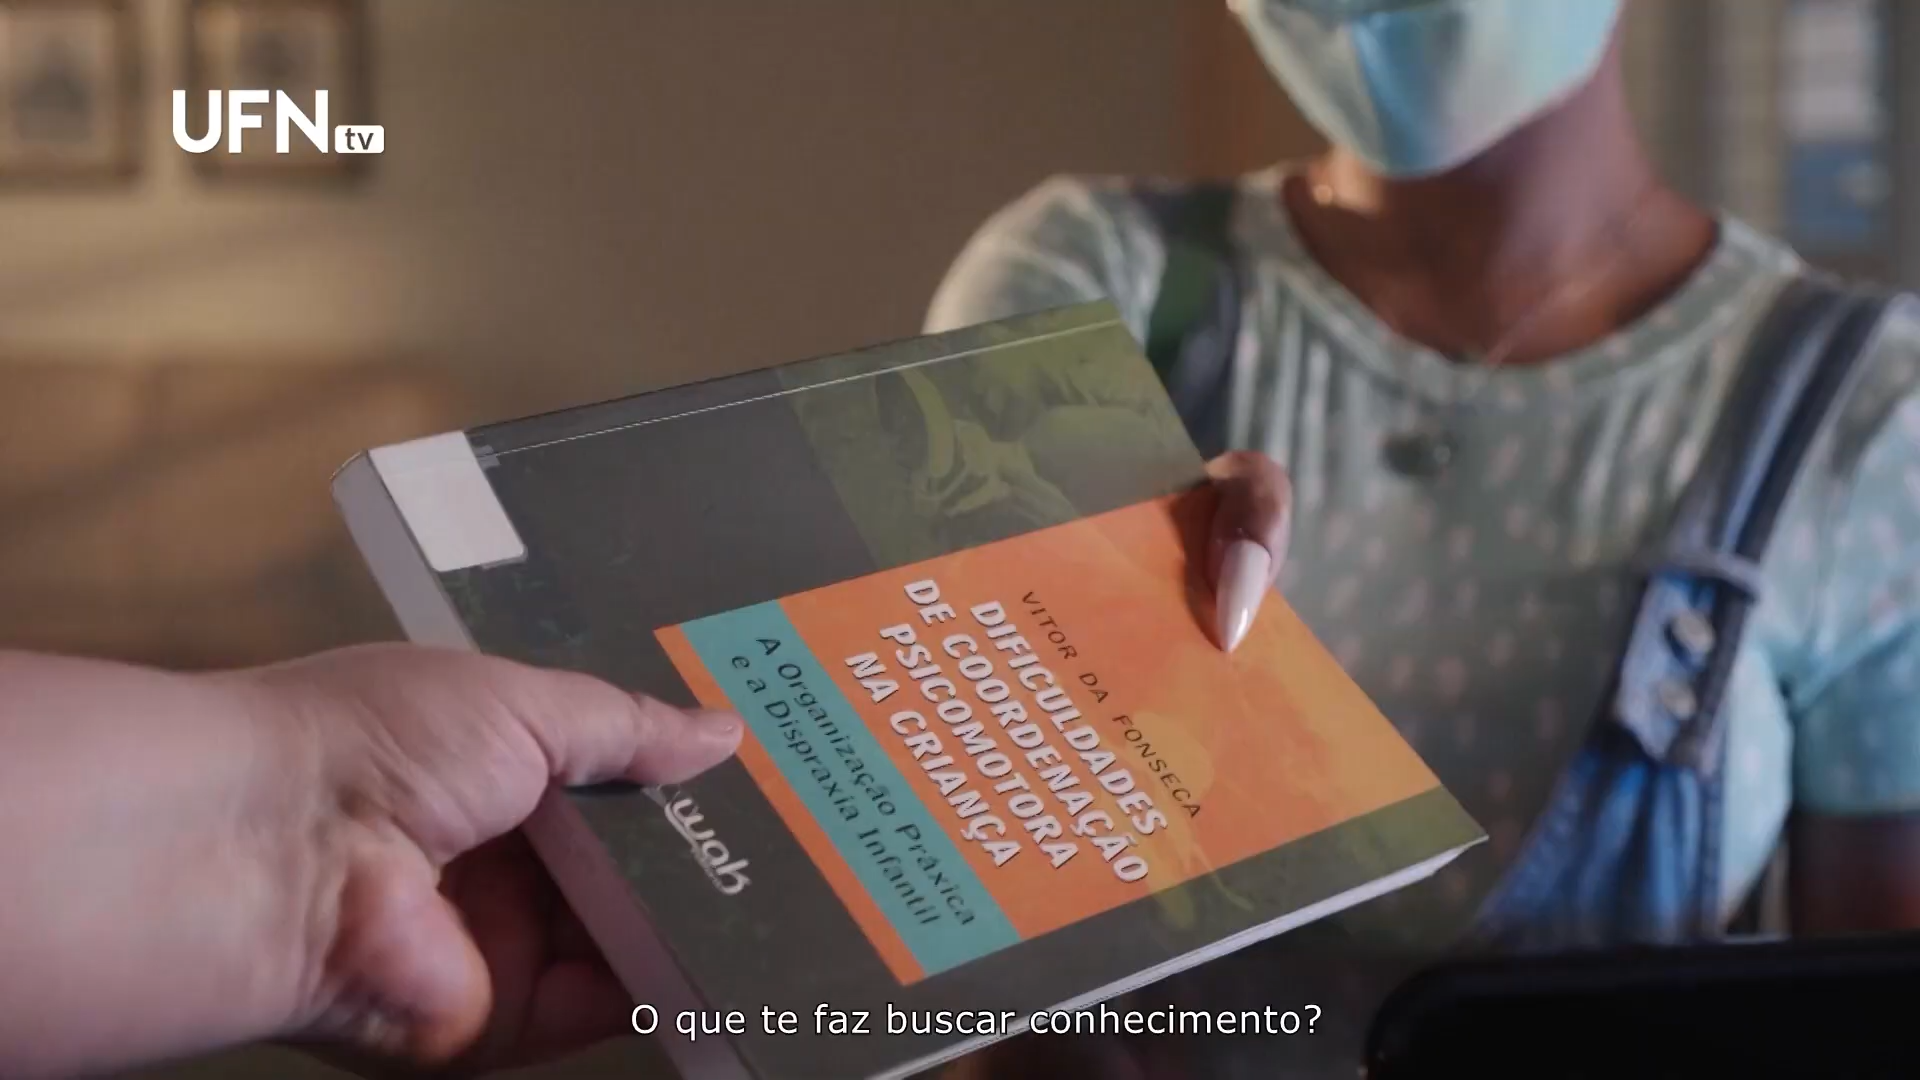 UFN tv
VITOR DA FONSECA
DIFICULDADES
DE COORDENAÇÃO
PSICOMOTORA
NA CRIANÇA
A Organização Práxica
e a Dispraxia Infantil
wak
O que te faz buscar conhecimento?